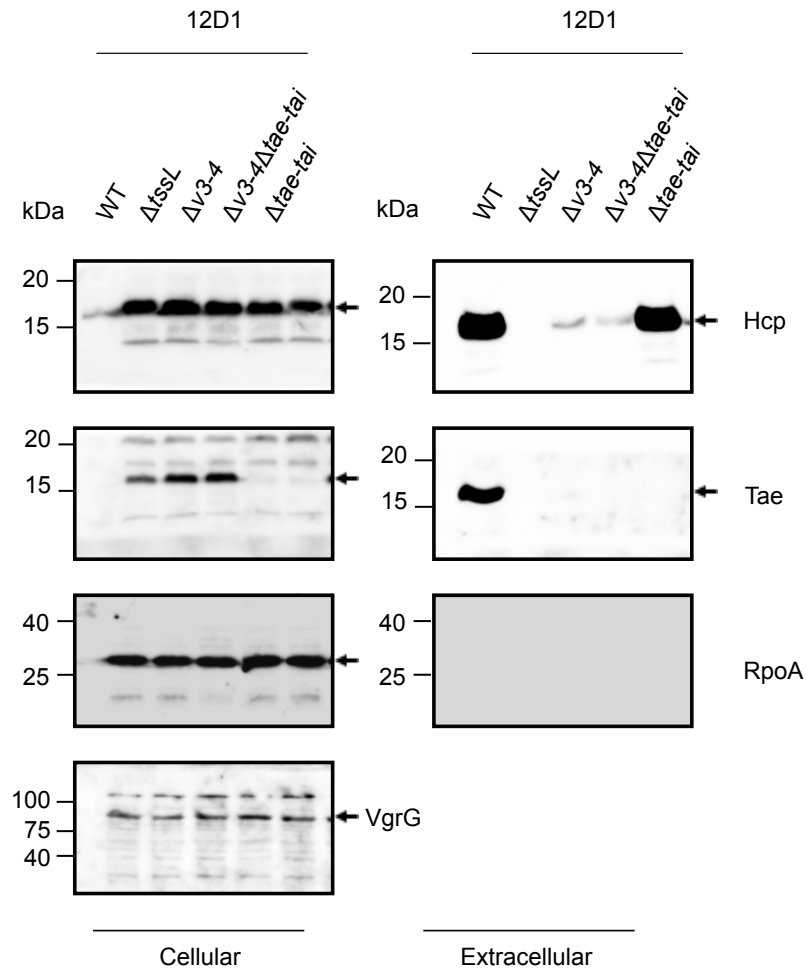 12D1
12D1
kDa
WT
ΔtssL
Δv3-4
Δv3-4Δtae-tai
Δtae-tai
kDa
WT
ΔtssL
Δv3-4
Δv3-4Δtae-tai
Δtae-tai
20
15
20
15
Hcp
20
15
20
15
Tae
40
25
40
25
RpoA
100
75
40
VgrG
Cellular
Extracellular